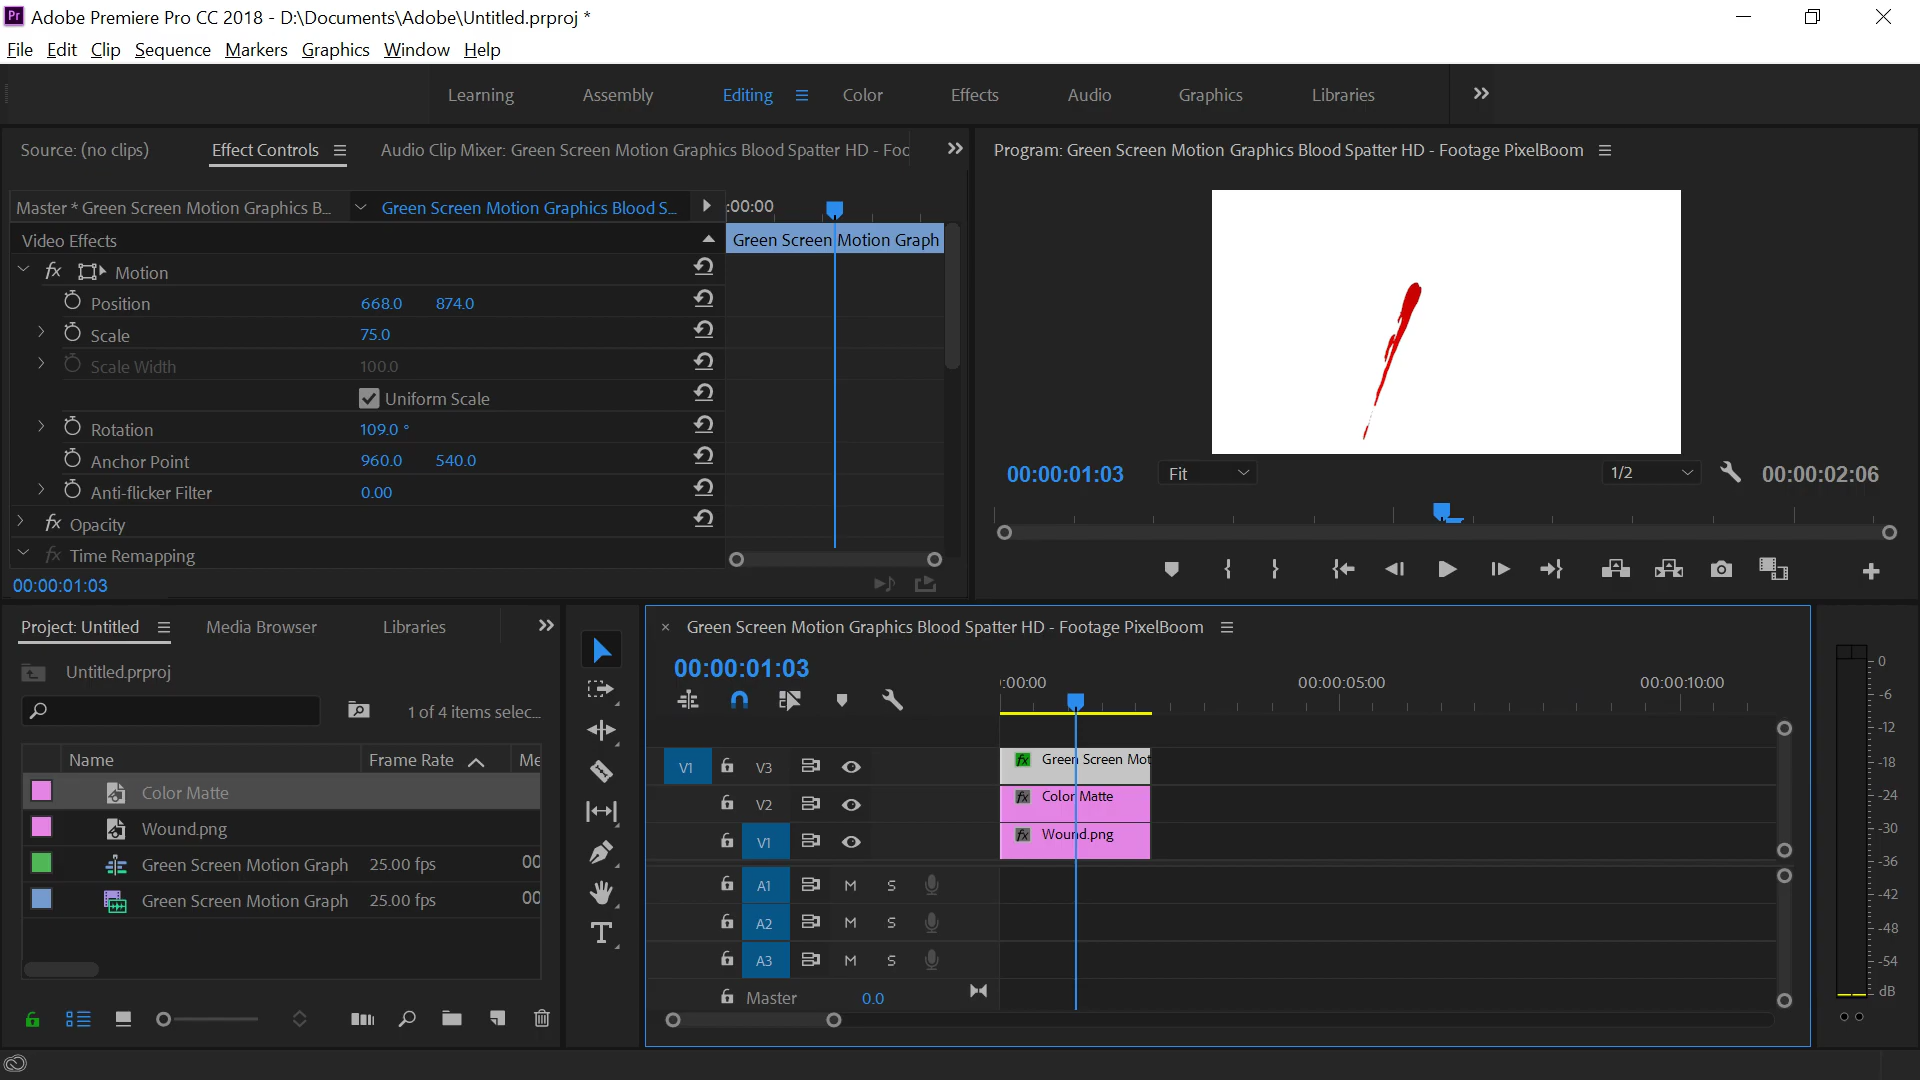 Pr Adobe Premiere Pro CC 2018 - D:\Documents\Adobe\Untitled.prproj *
File Edit Clip Sequence Markers Graphics Window Help
Learning Assembly Editing Color Effects Audio Graphics Libraries
Source: (no clips) Effect Controls Audio Clip Mixer: Green Screen Motion Graphics Blood Spatter HD - Foo
Program: Green Screen Motion Graphics Blood Spatter HD - Footage PixelBoom
Master * Green Screen Motion Graphics B... Green Screen Motion Graphics Blood S... :00:00
Video Effects
Green Screen Motion Graph
fx Motion
Position 668.0 874.0
Scale 75.0
Scale Width 100.0
Uniform Scale
Rotation 109.0 °
Anchor Point 960.0 540.0
Anti-flicker Filter 0.00
fx Opacity
fx Time Remapping
00:00:01:03
00:00:01:03 Fit 1/2 00:00:02:06
Project: Untitled Media Browser Libraries
Untitled.prproj
1 of 4 items selec...
Name Frame Rate Me
Color Matte
Wound.png
Green Screen Motion Graph 25.00 fps 00
Green Screen Motion Graph 25.00 fps 00
Green Screen Motion Graphics Blood Spatter HD - Footage PixelBoom
00:00:01:03
:00:00 00:00:05:00 00:00:10:00
V1 V3 fx Green Screen Mot
V2 fx Color Matte
V1 fx Wound.png
A1 M S
A2 M S
A3 M S
Master 0.0
0
-6
-12
-18
-24
-30
-36
-42
-48
-54
dB